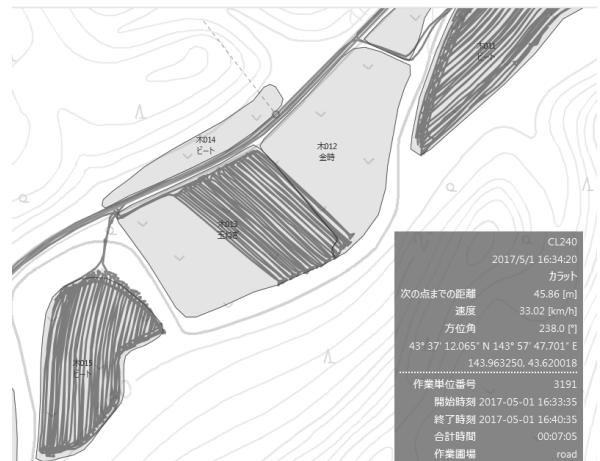 木011
ビート
木014
ビート
木012
金時
木013
玉ねぎ
木015
ビート
CL240
2017/5/1 16:34:20
カラット
次の点までの距離 45.86 [m]
速度 33.02 [km/h]
方位角 238.0 [°]
43° 37' 12.065" N 143° 57' 47.701" E
143.963250, 43.620018
作業単位番号 3191
開始時刻 2017-05-01 16:33:35
終了時刻 2017-05-01 16:40:35
合計時間 00:07:05
作業圃場 road